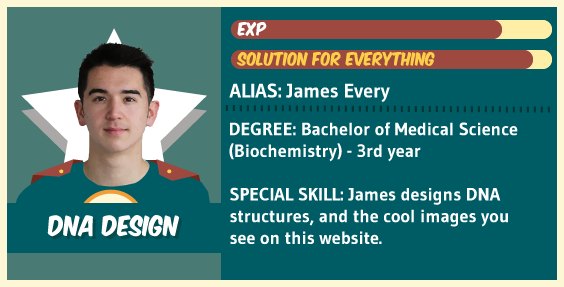 EXP
SOLUTION FOR EVERYTHING
ALIAS: James Every
DEGREE: Bachelor of Medical Science
(Biochemistry) - 3rd year
SPECIAL SKILL: James designs DNA
structures, and the cool images you
see on this website.
DNA DESIGN